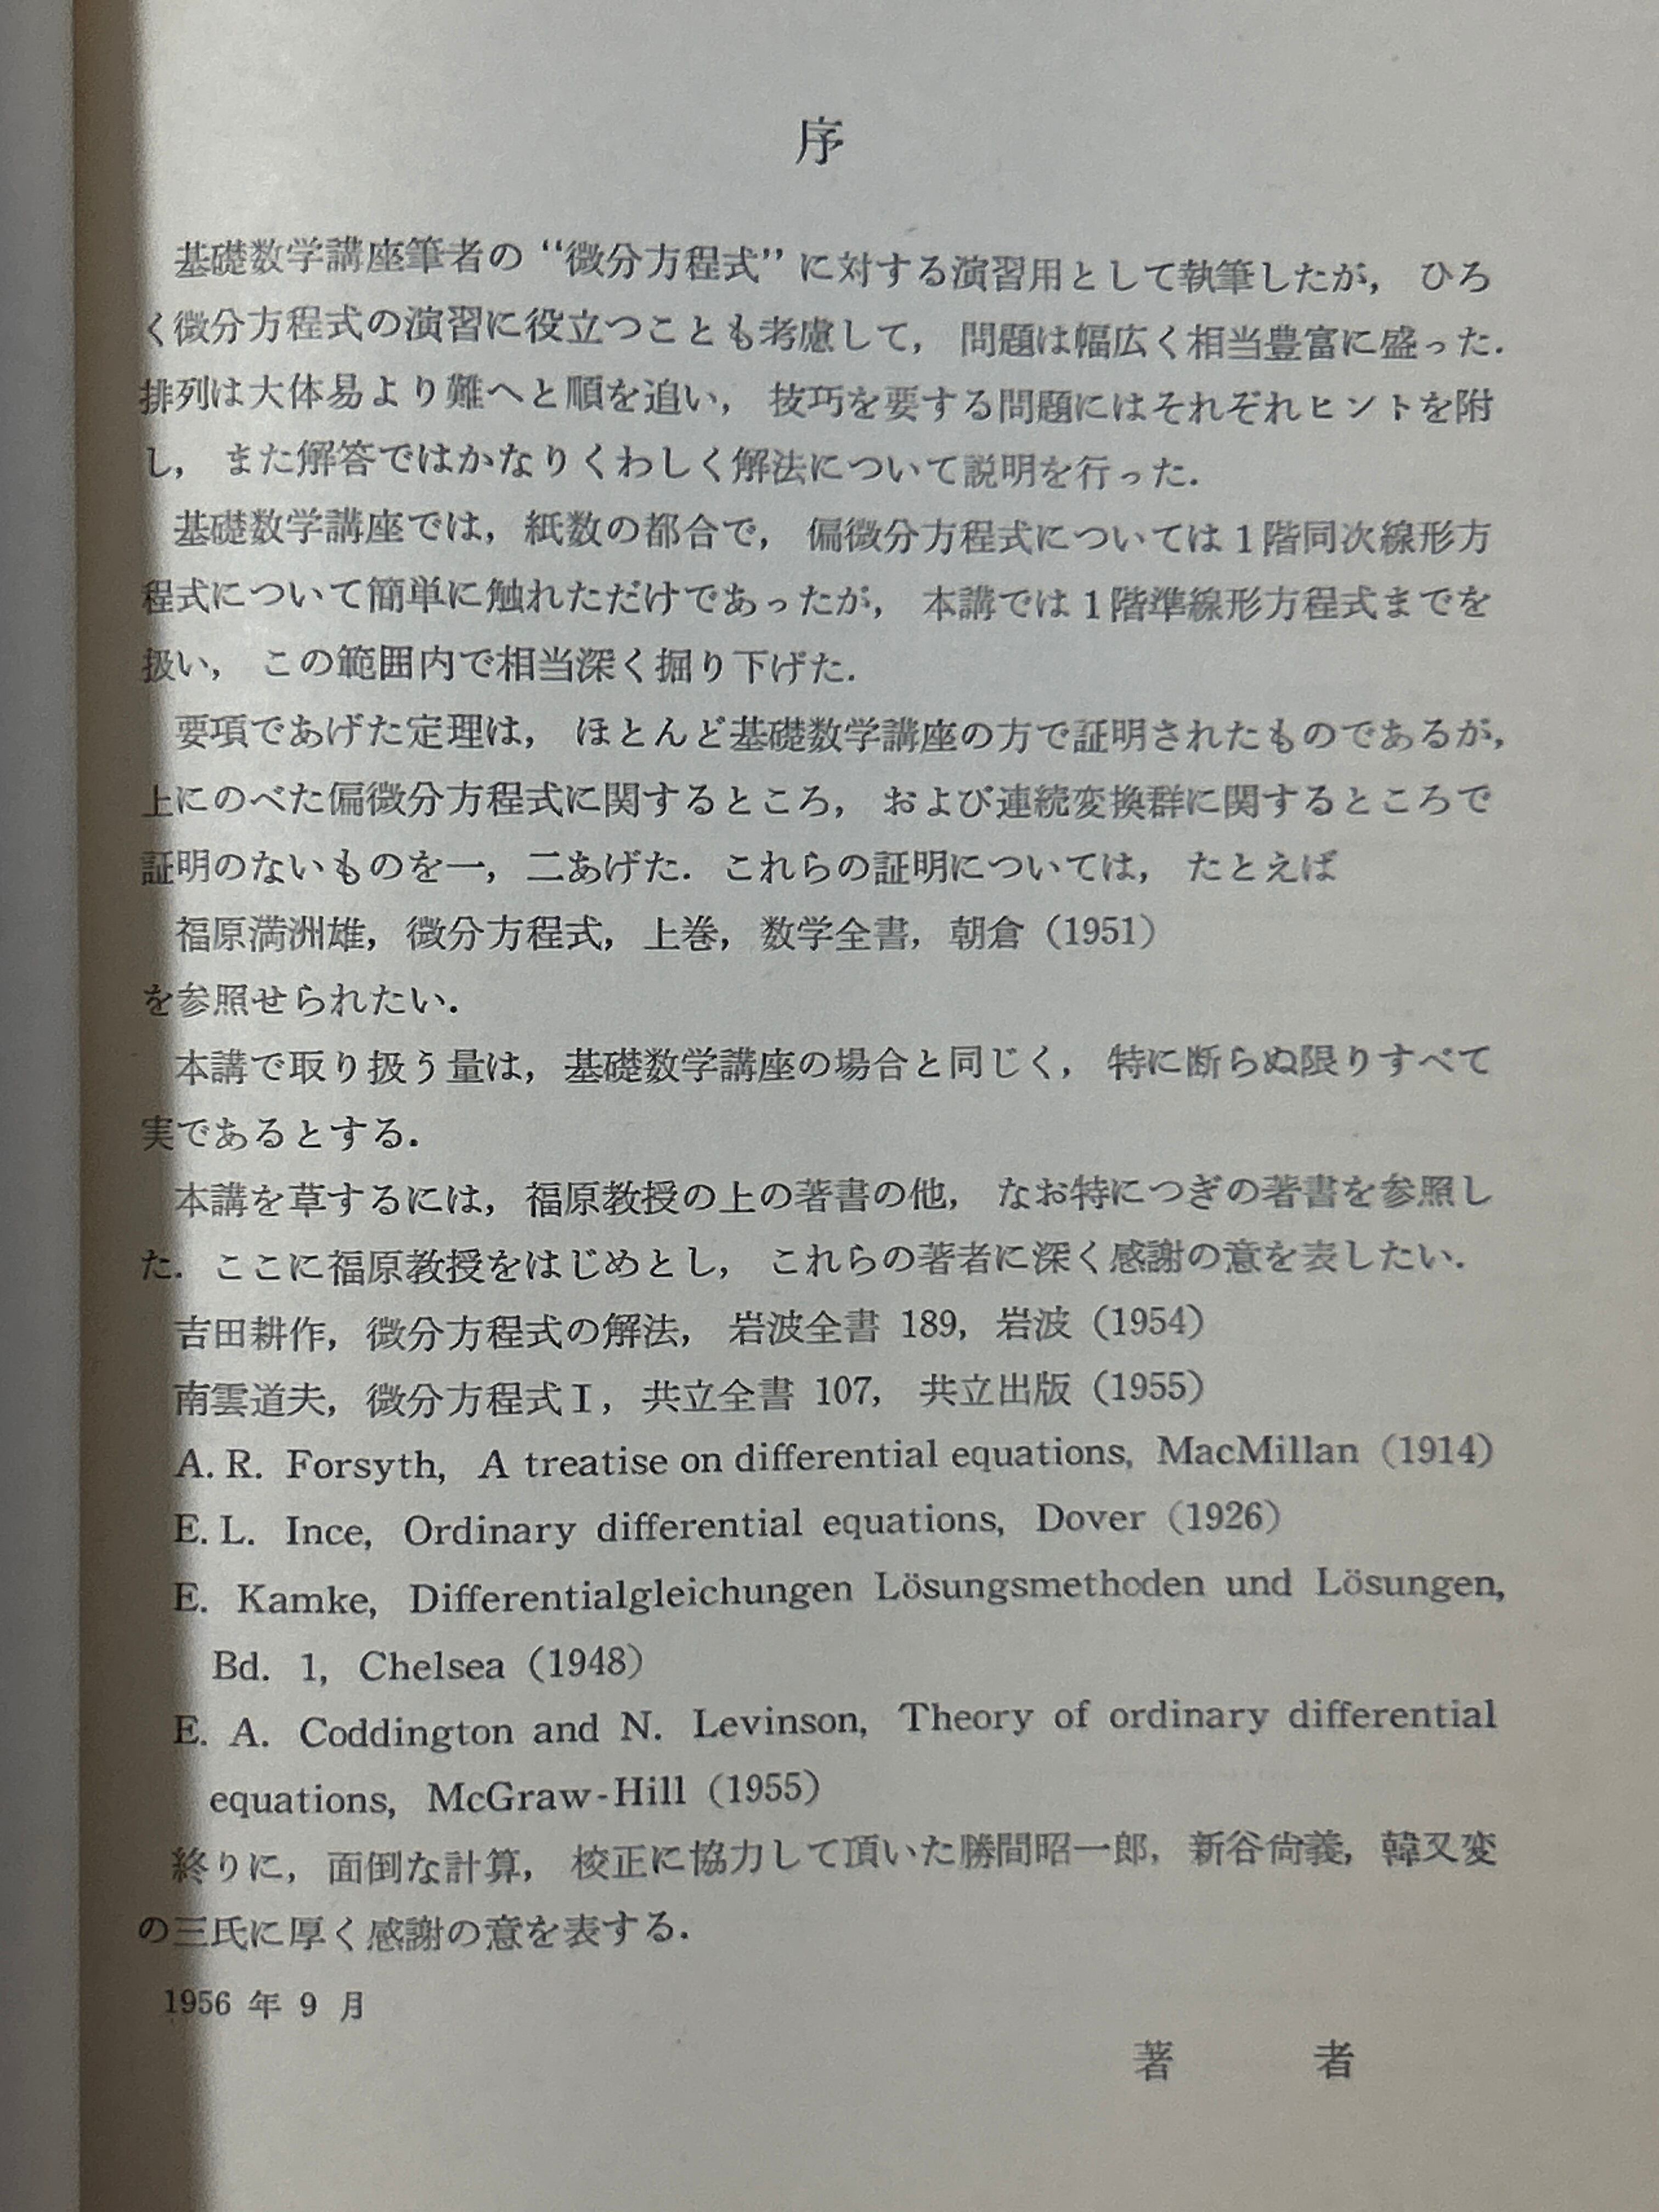 序
基礎数学講座筆者の“微分方程式”に対する演習用として執筆したが，ひろ
く微分方程式の演習に役立つことも考慮して，問題は幅広く相当豊富に盛った．
排列は大体易より難へと順を追い，技巧を要する問題にはそれぞれヒントを附
し，また解答ではかなりくわしく解法について説明を行った．
基礎数学講座では，紙数の都合で，偏微分方程式については1階同次線形方
程式について簡単に触れただけであったが，本講では1階準線形方程式までを
扱い，この範囲内で相当深く掘り下げた．
要項であげた定理は，ほとんど基礎数学講座の方で証明されたものであるが，
上にのべた偏微分方程式に関するところ，および連続変換群に関するところで
証明のないものを一，二あげた．これらの証明については，たとえば
福原満洲雄，微分方程式，上巻，数学全書，朝倉（1951）
を参照せられたい．
本講で取り扱う量は，基礎数学講座の場合と同じく，特に断らぬ限りすべて
実であるとする．
本講を草するには，福原教授の上の著書の他，なお特につぎの著書を参照し
た．ここに福原教授をはじめとし，これらの著者に深く感謝の意を表したい．
吉田耕作，微分方程式の解法，岩波全書 189，岩波（1954）
南雲道夫，微分方程式Ⅰ，共立全書 107，共立出版（1955）
A. R. Forsyth, A treatise on differential equations, MacMillan (1914)
E. L. Ince, Ordinary differential equations, Dover (1926)
E. Kamke, Differentialgleichungen Lösungsmethoden und Lösungen,
Bd. 1, Chelsea (1948)
E. A. Coddington and N. Levinson, Theory of ordinary differential
equations, McGraw-Hill (1955)
終りに，面倒な計算，校正に協力して頂いた勝間昭一郎，新谷尙義，韓又変
の三氏に厚く感謝の意を表する．
1956 年 9 月
著 者